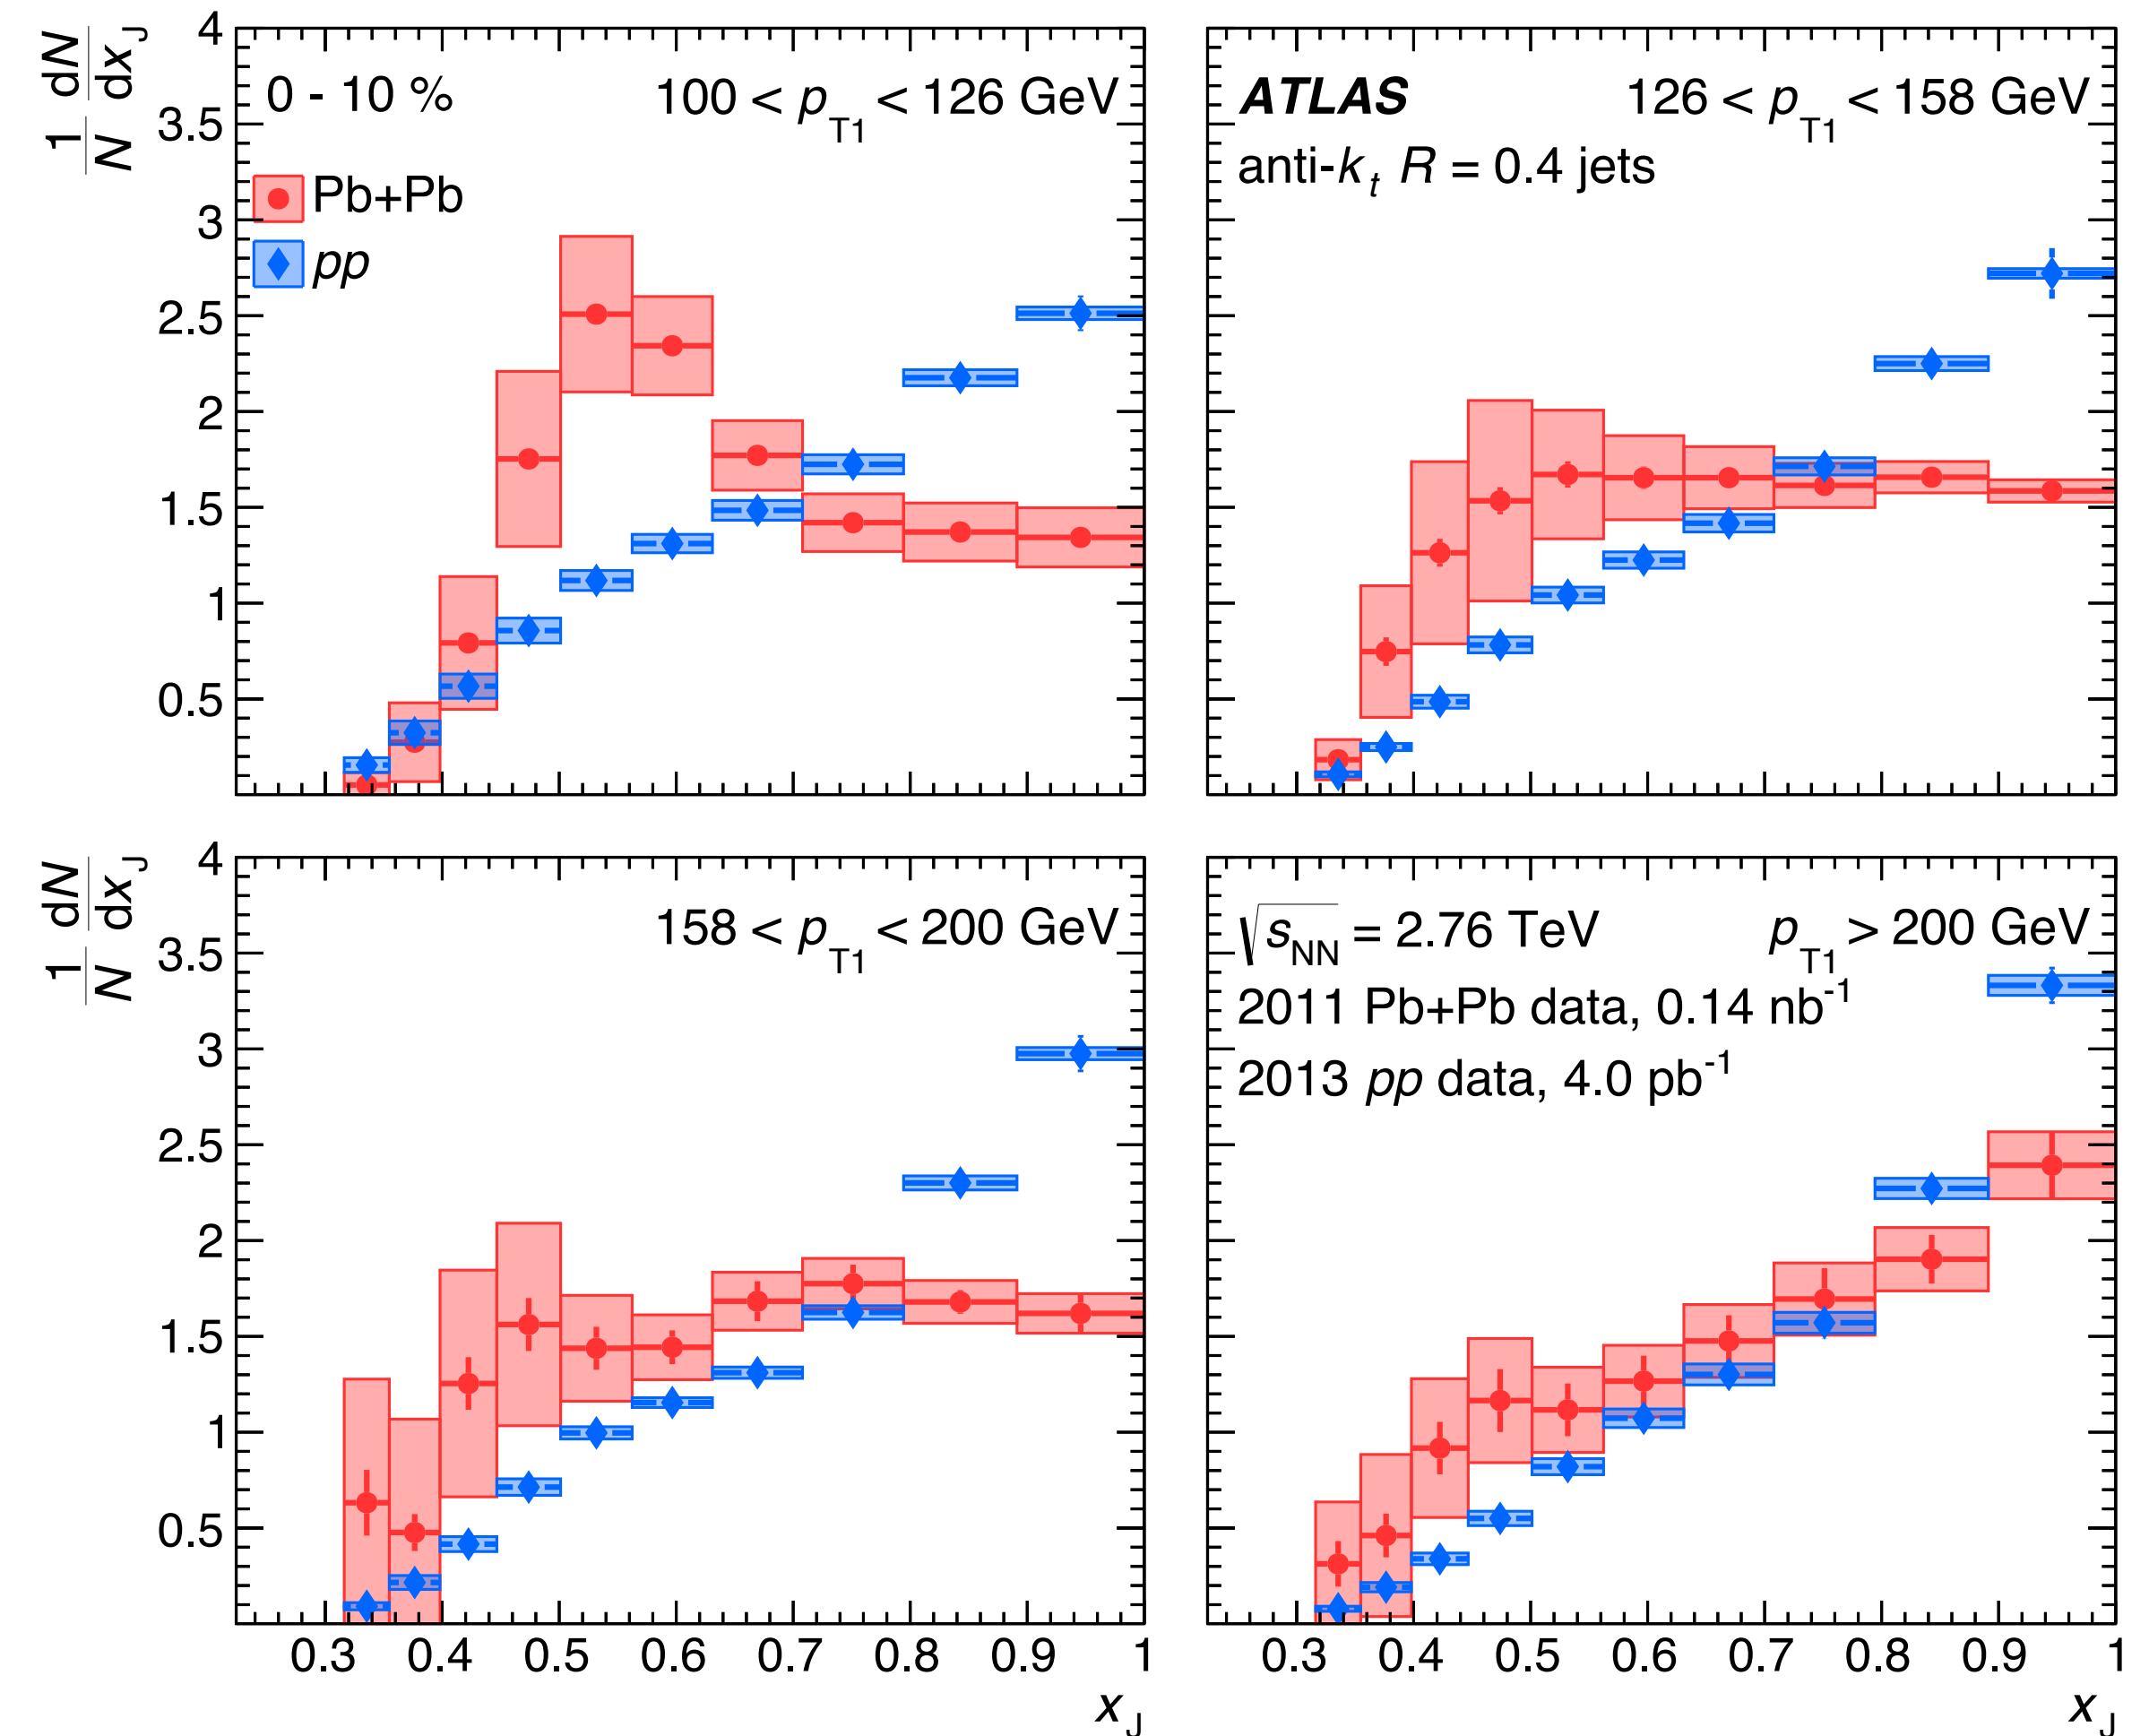 1/N dN/dx_J
4
3.5
3
2.5
2
1.5
1
0.5
0 - 10 %
100 < p_T1 < 126 GeV
Pb+Pb
pp
ATLAS
126 < p_T1 < 158 GeV
anti-k_t R = 0.4 jets
1/N dN/dx_J
4
3.5
3
2.5
2
1.5
1
0.5
158 < p_T1 < 200 GeV
0.3 0.4 0.5 0.6 0.7 0.8 0.9 1
x_J
√s_NN = 2.76 TeV
p_T1 > 200 GeV
2011 Pb+Pb data, 0.14 nb⁻¹
2013 pp data, 4.0 pb⁻¹
0.3 0.4 0.5 0.6 0.7 0.8 0.9 1
x_J